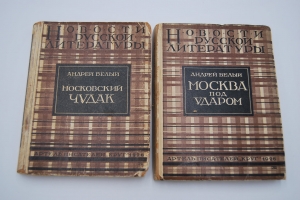 НОВОСТИ
РУССКОЙ
ЛИТЕРАТУРЫ
АНДРЕЙ БЕЛЫЙ
МОСКОВСКИЙ
ЧУДАК
НОВОСТИ
РУССКОЙ
ЛИТЕРАТУРЫ
АНДРЕЙ БЕЛЫЙ
МОСКВА
ПОД
УДАРОМ